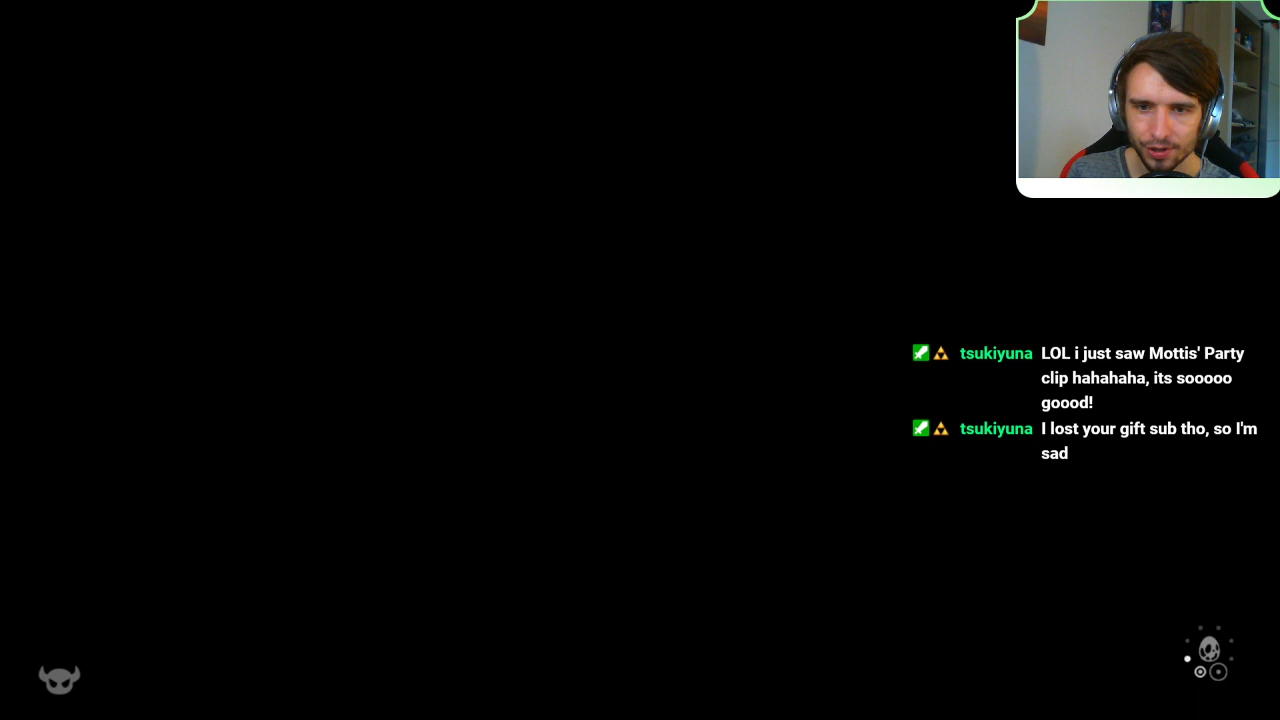 tsukiyuna LOL i just saw Mottis' Party
clip hahahaha, its sooooo
goood!
tsukiyuna I lost your gift sub tho, so I'm
sad